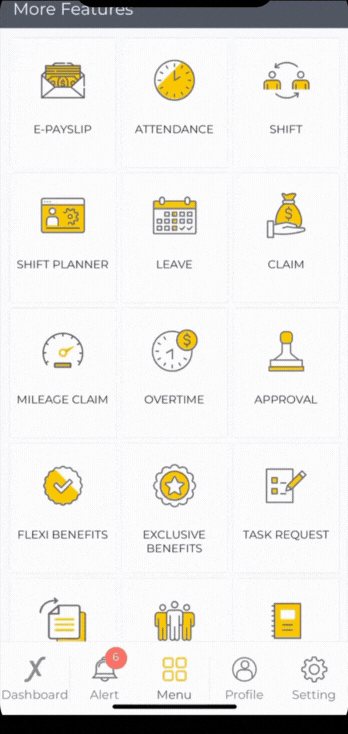 More Features
E-PAYSLIP
ATTENDANCE
SHIFT
SHIFT PLANNER
LEAVE
$
CLAIM
$
MILEAGE CLAIM
OVERTIME
APPROVAL
FLEXI BENEFITS
EXCLUSIVE
BENEFITS
TASK REQUEST
6
Dashboard
Alert
Menu
Profile
Setting